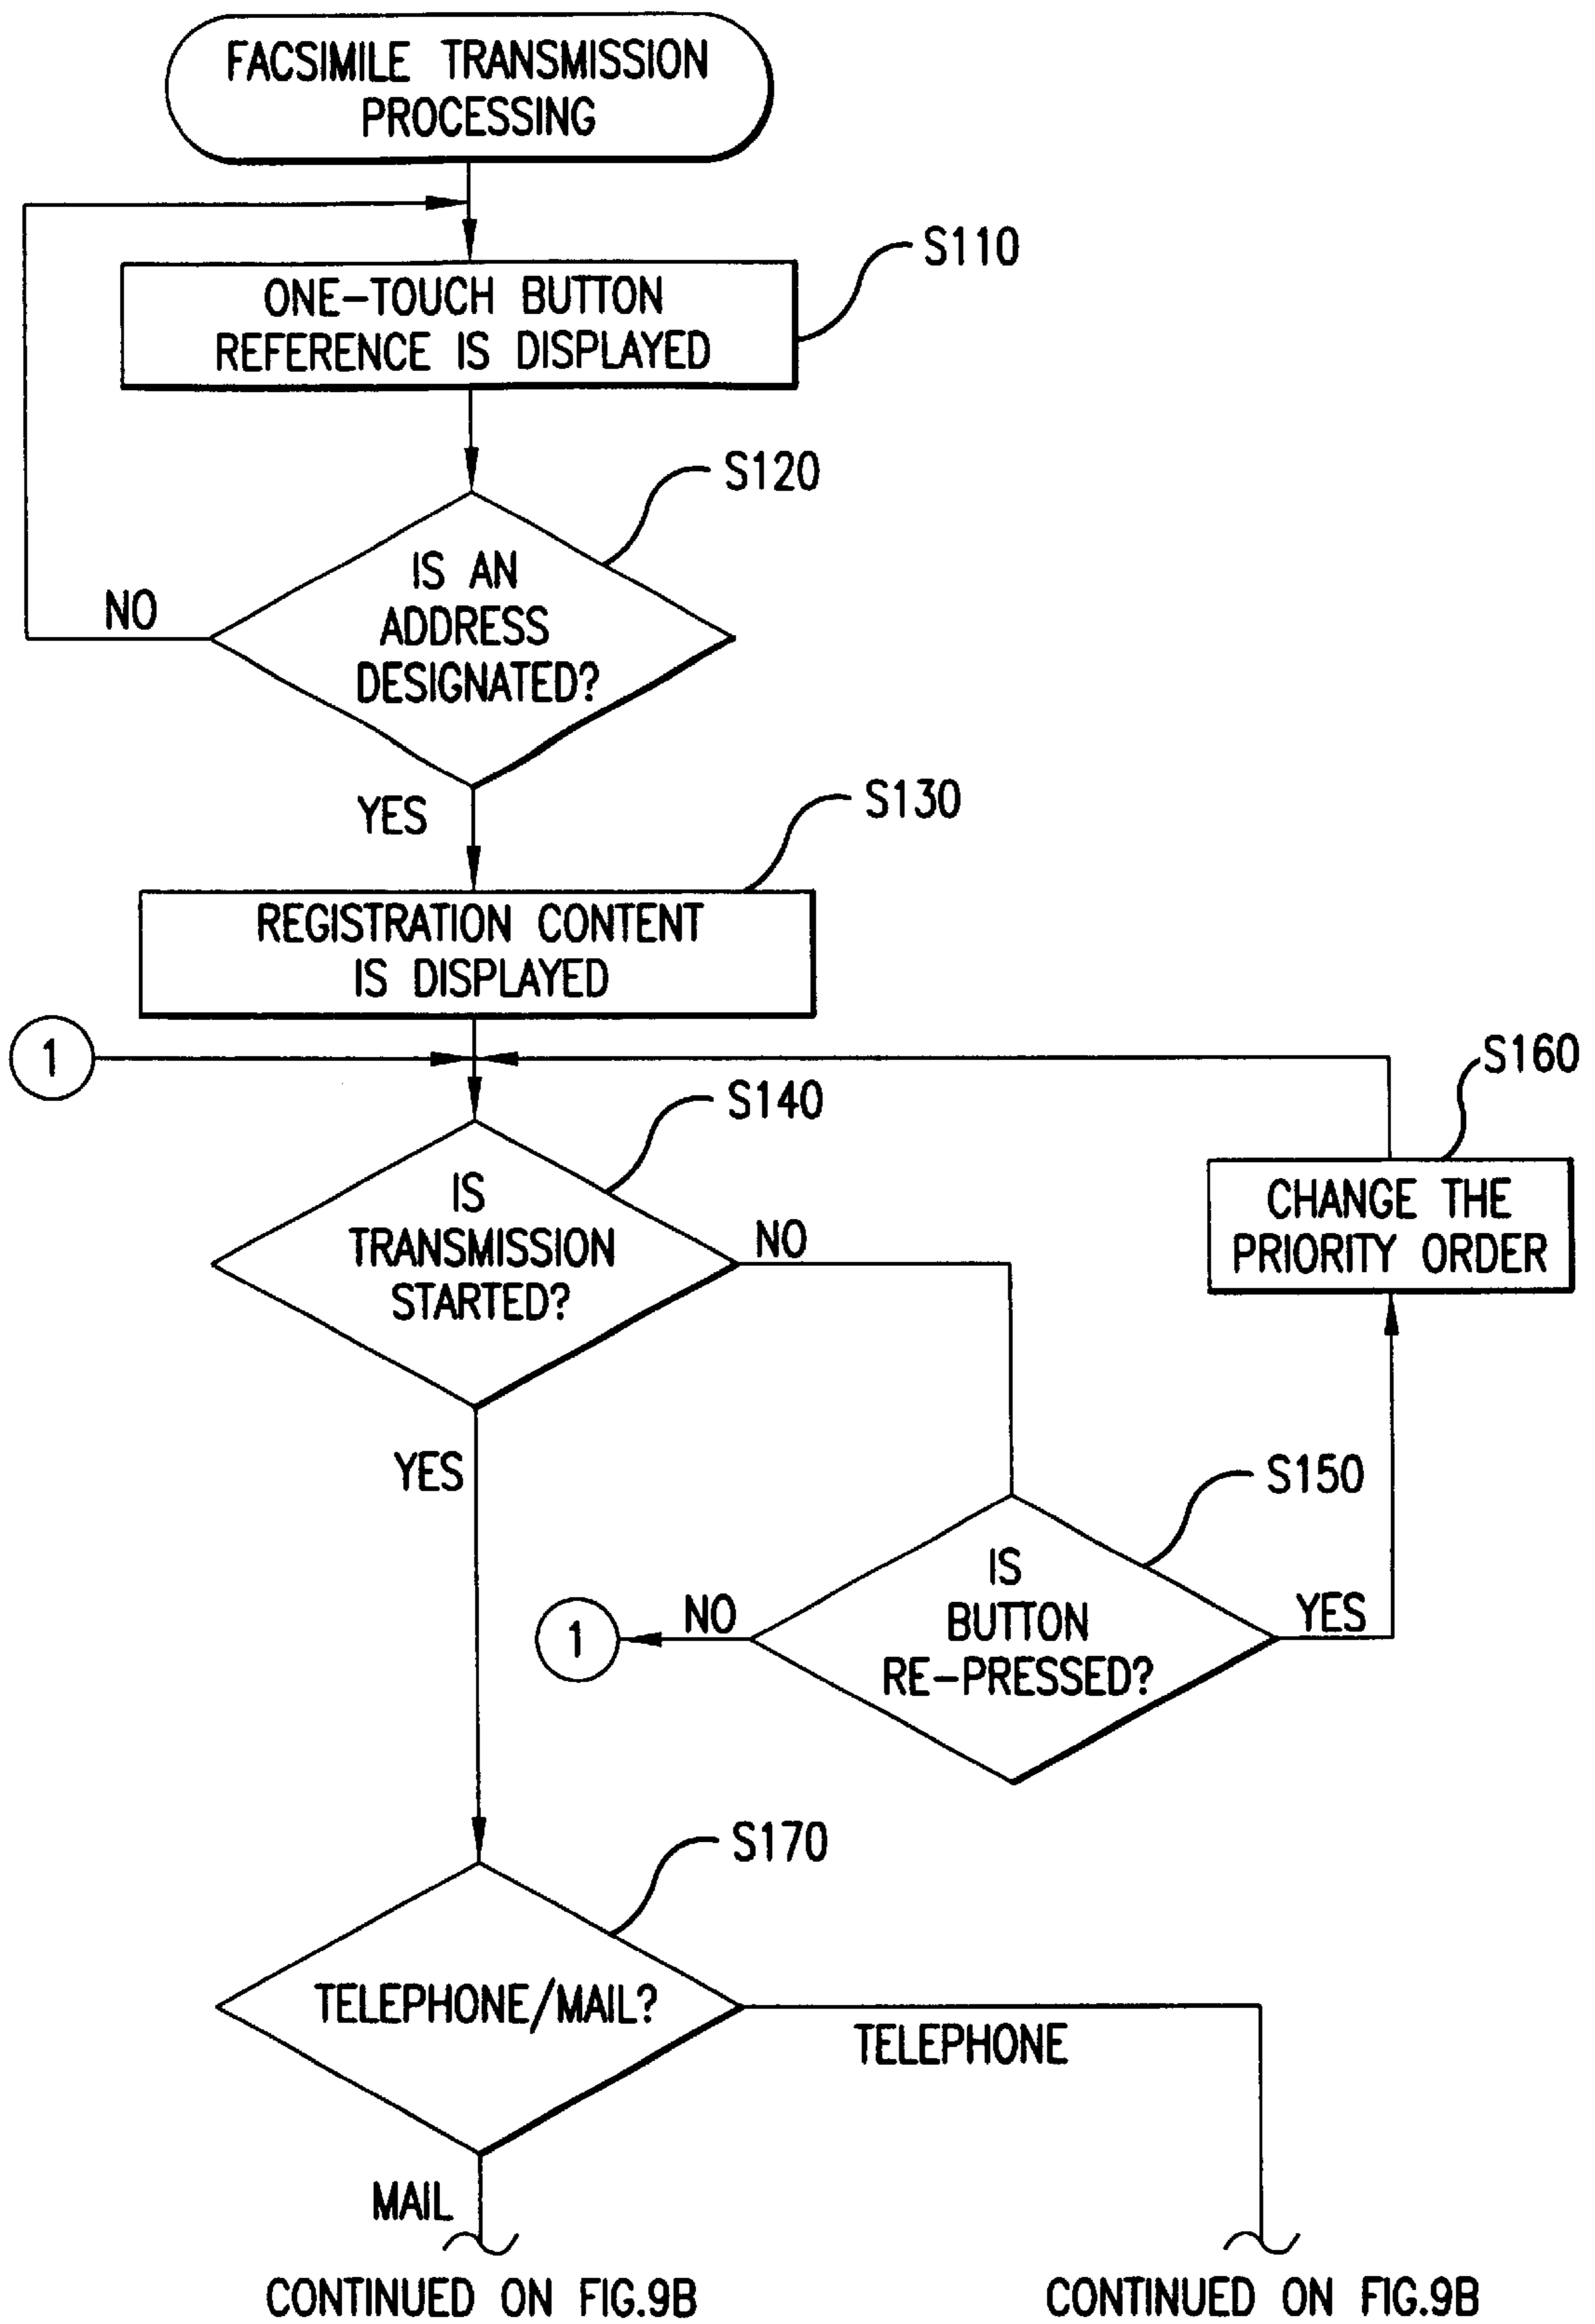 FACSIMILE TRANSMISSION
PROCESSING
S110
ONE-TOUCH BUTTON
REFERENCE IS DISPLAYED
S120
IS AN
ADDRESS
DESIGNATED?
NO
YES
S130
REGISTRATION CONTENT
IS DISPLAYED
1
S160
CHANGE THE
PRIORITY ORDER
S140
IS
TRANSMISSION
STARTED?
NO
YES
S150
IS
BUTTON
RE-PRESSED?
NO
1
YES
S170
TELEPHONE/MAIL?
TELEPHONE
MAIL
CONTINUED ON FIG.9B
CONTINUED ON FIG.9B